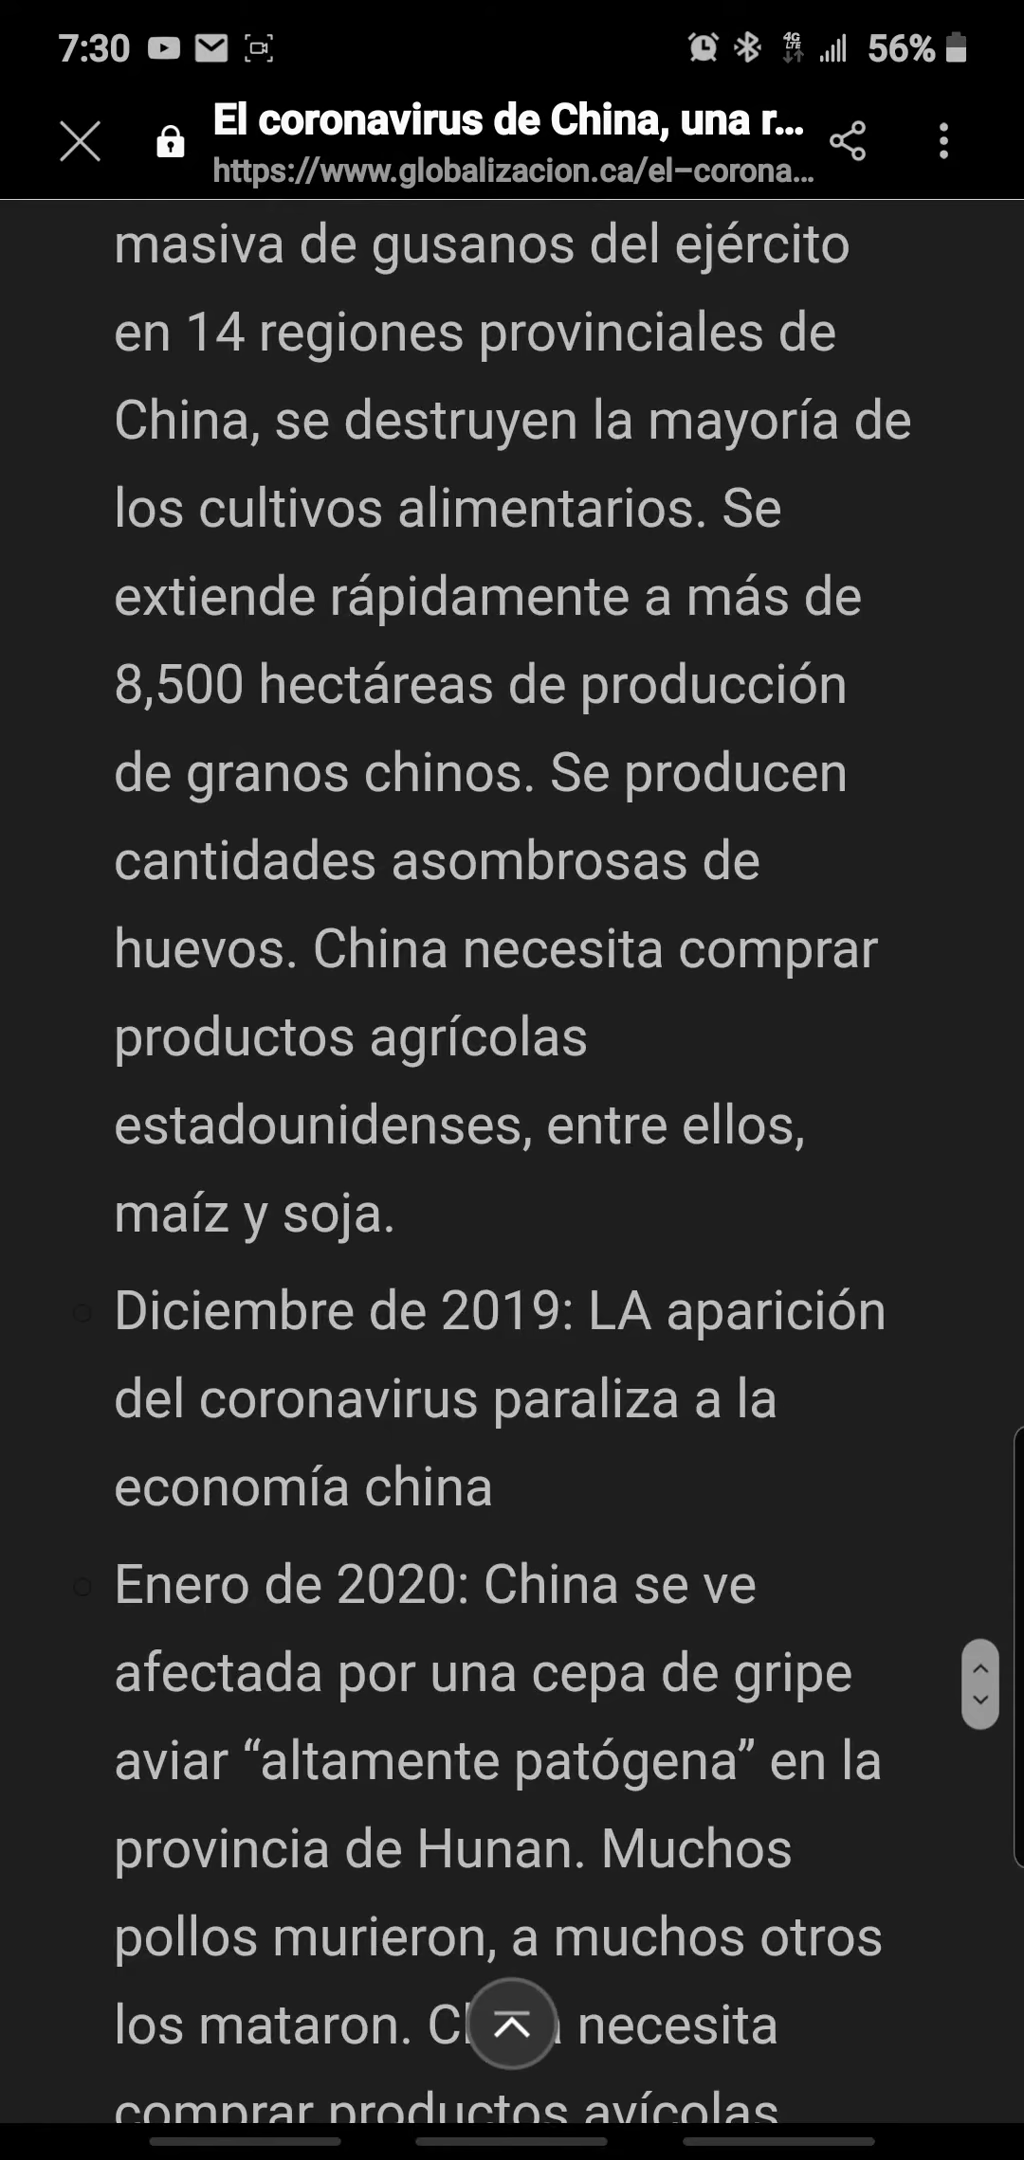 7:30 4G LTE 56%
El coronavirus de China, una r...
https://www.globalizacion.ca/el-corona...
masiva de gusanos del ejército
en 14 regiones provinciales de
China, se destruyen la mayoría de
los cultivos alimentarios. Se
extiende rápidamente a más de
8,500 hectáreas de producción
de granos chinos. Se producen
cantidades asombrosas de
huevos. China necesita comprar
productos agrícolas
estadounidenses, entre ellos,
maíz y soja.
Diciembre de 2019: LA aparición
del coronavirus paraliza a la
economía china
Enero de 2020: China se ve
afectada por una cepa de gripe
aviar “altamente patógena” en la
provincia de Hunan. Muchos
pollos murieron, a muchos otros
los mataron. necesita
comprar productos avícolas